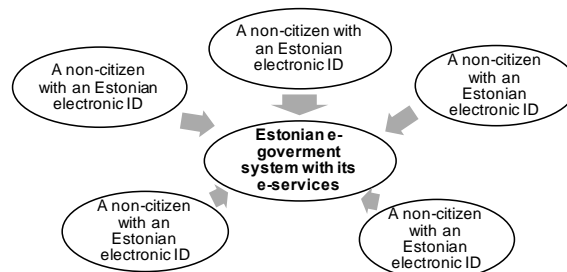 A non-citizen with
an Estonian
electronic ID
A non-citizen
with an Estonian
electronic ID
A non-citizen
with an
Estonian
electronic ID
Estonian e-
goverment
system with its
e-services
A non-citizen
with an
Estonian
electronic ID
A non-citizen
with an
Estonian
electronic ID